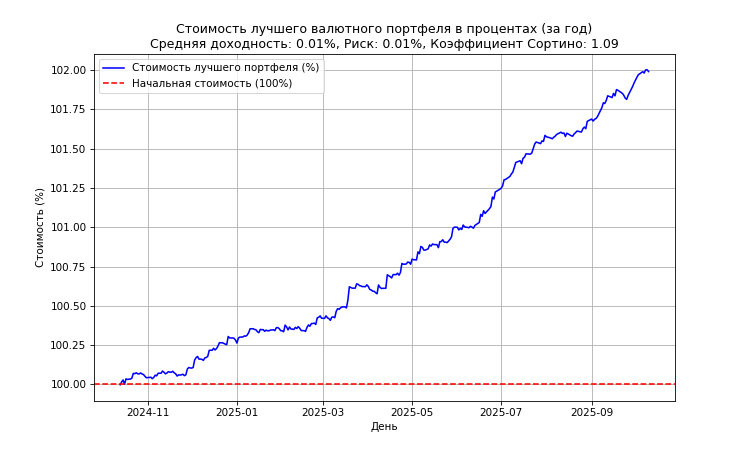 Стоимость лучшего валютного портфеля в процентах (за год)
Средняя доходность: 0.01%, Риск: 0.01%, Коэффициент Сортино: 1.09
Стоимость лучшего портфеля (%)
Начальная стоимость (100%)
Стоимость (%)
102.00
101.75
101.50
101.25
101.00
100.75
100.50
100.25
100.00
2024-11
2025-01
2025-03
2025-05
2025-07
2025-09
День